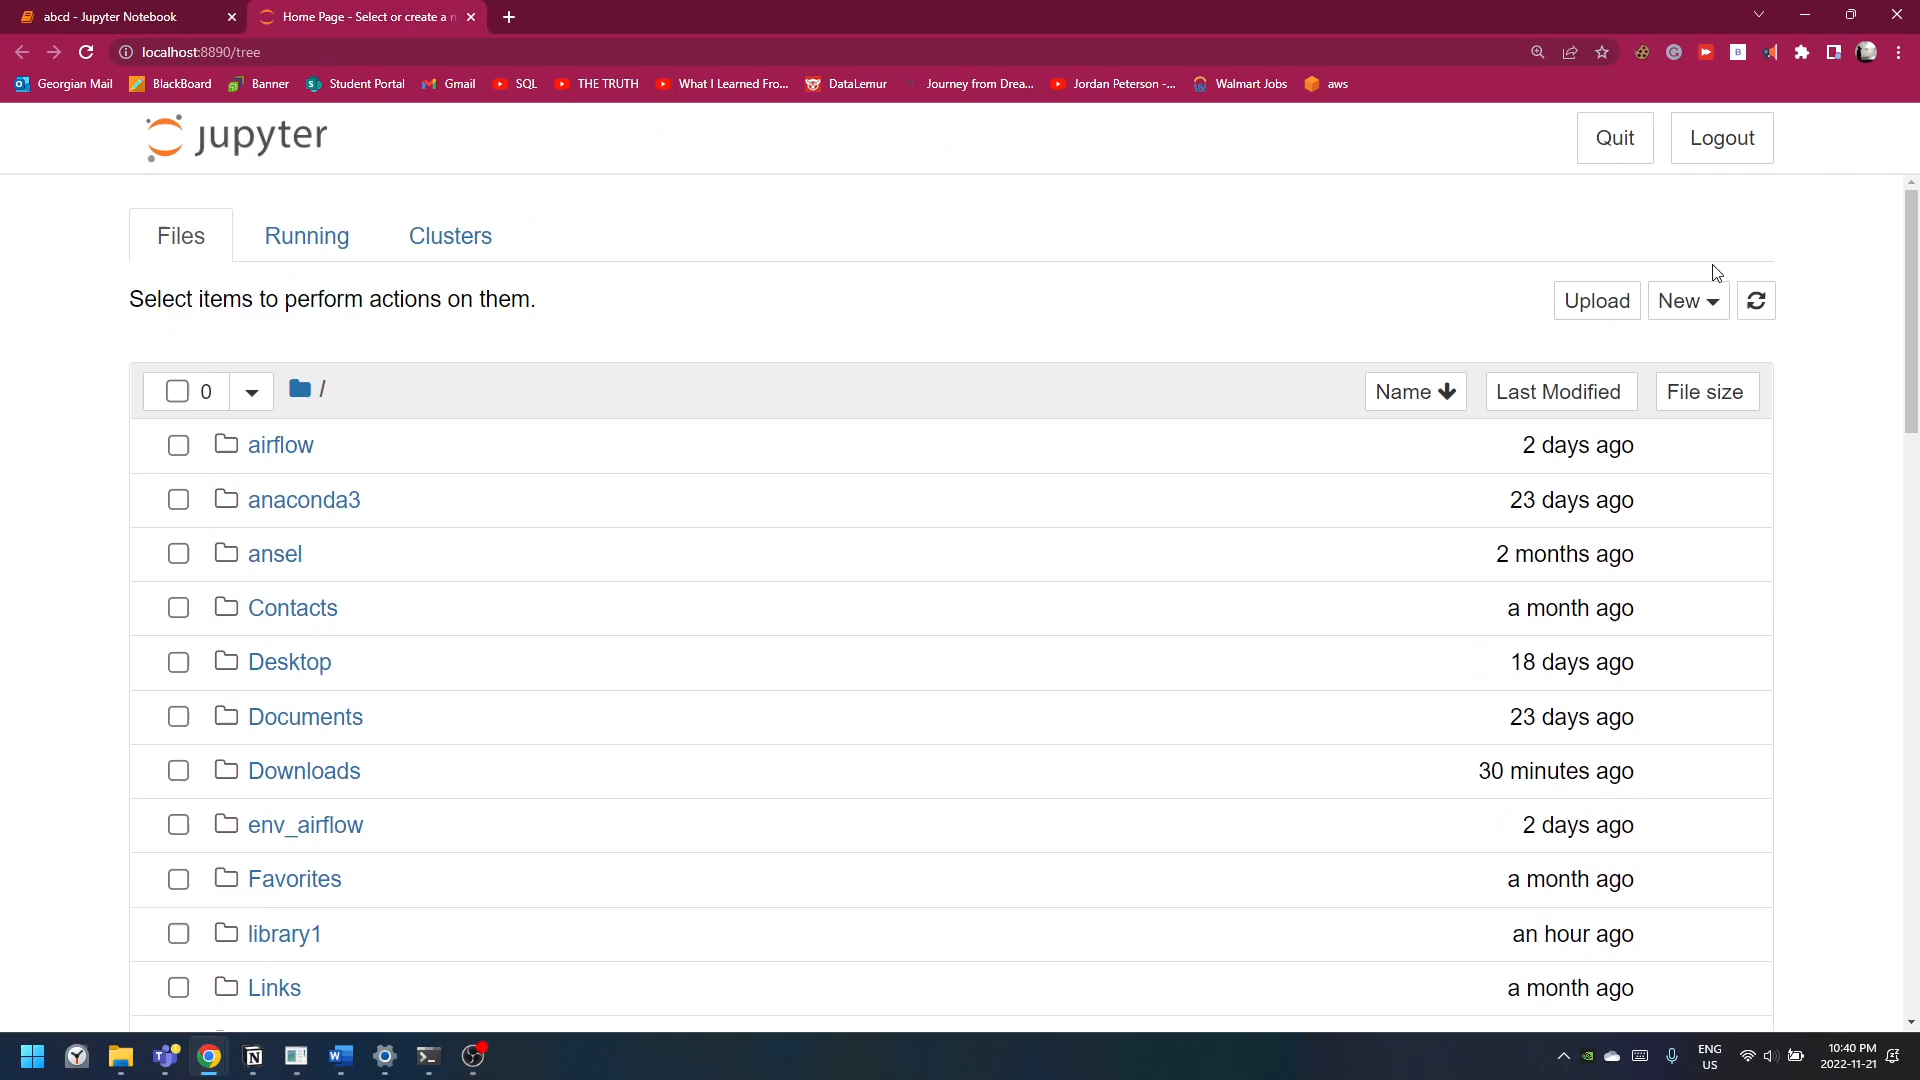 abcd - Jupyter Notebook
Home Page - Select or create a n
localhost:8890/tree
Georgian Mail BlackBoard Banner Student Portal Gmail SQL THE TRUTH What I Learned Fro... DataLemur Journey from Drea... Jordan Peterson -... Walmart Jobs aws
jupyter
Quit Logout
Files Running Clusters
Select items to perform actions on them.
Upload New
0 / Name Last Modified File size
airflow 2 days ago
anaconda3 23 days ago
ansel 2 months ago
Contacts a month ago
Desktop 18 days ago
Documents 23 days ago
Downloads 30 minutes ago
env_airflow 2 days ago
Favorites a month ago
library1 an hour ago
Links a month ago
ENG
US
10:40 PM
2022-11-21